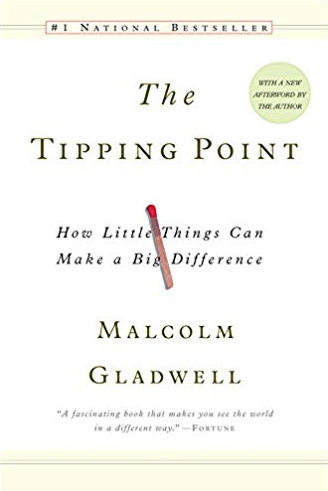 #1 National Bestseller
WITH A NEW
AFTERWORD BY
THE AUTHOR
The
Tipping Point
How Little Things Can
Make a Big Difference
Malcolm
Gladwell
"A fascinating book that makes you see the world
in a different way." —Fortune